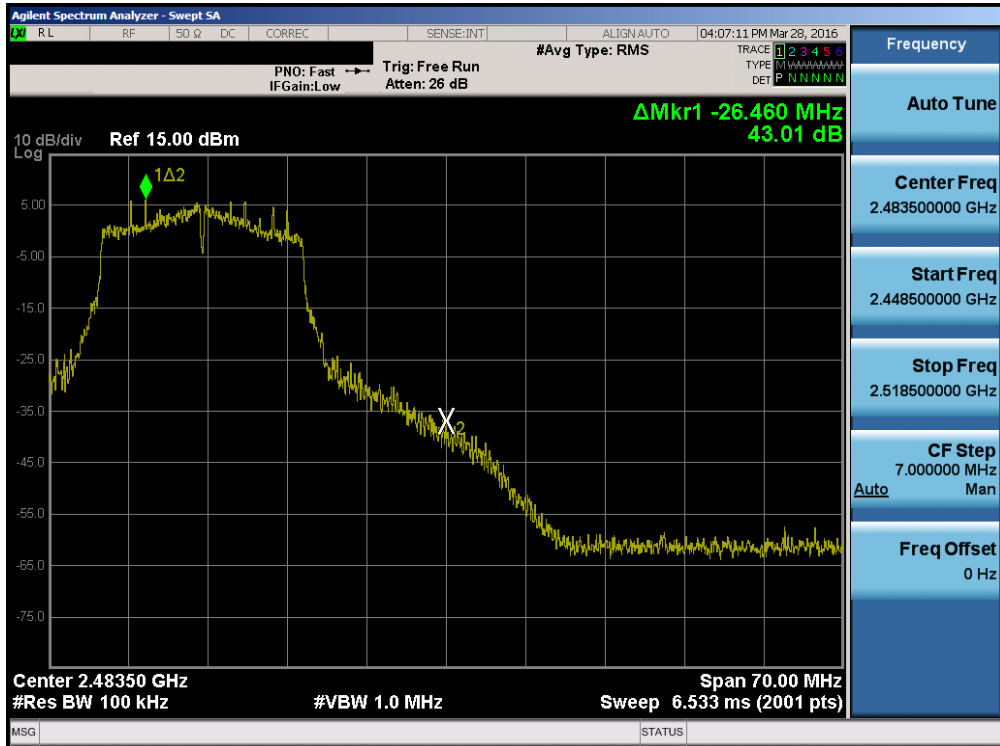 Agilent Spectrum Analyzer - Swept SA
LXI RL RF 50 Ω DC CORREC SENSE:INT ALIGN AUTO 04:07:11 PM Mar 28, 2016
#Avg Type: RMS TRACE 1 2 3 4 5 6
PNO: Fast Trig: Free Run TYPE M WWWWW
IFGain:Low Atten: 26 dB DET P N N N N N
ΔMkr1 -26.460 MHz
43.01 dB
10 dB/div Ref 15.00 dBm
Log
1Δ2
5.00
-5.00
-15.0
-25.0
-35.0
2
-45.0
-55.0
-65.0
-75.0
Center 2.48350 GHz Span 70.00 MHz
#Res BW 100 kHz #VBW 1.0 MHz Sweep 6.533 ms (2001 pts)
MSG STATUS
Frequency
Auto Tune
Center Freq
2.483500000 GHz
Start Freq
2.448500000 GHz
Stop Freq
2.518500000 GHz
CF Step
7.000000 MHz
Auto Man
Freq Offset
0 Hz